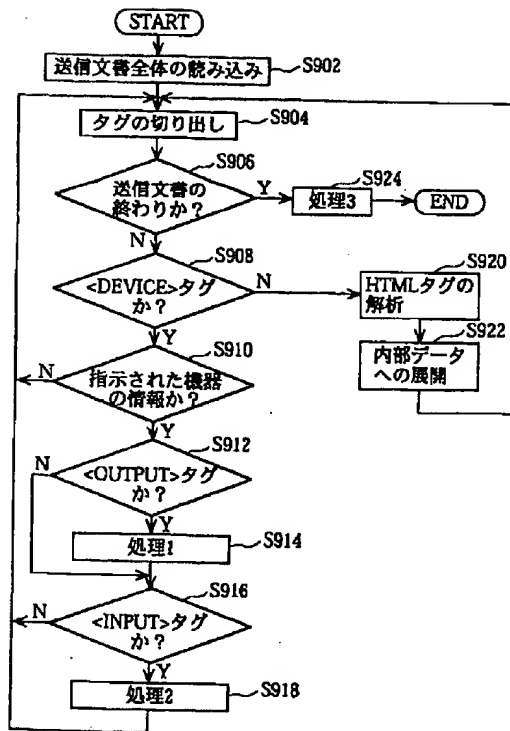 START
送信文書全体の読み込み
S902
タグの切り出し
S904
S906
送信文書の
終わりか？
Y
S924
処理3
END
N
S908
<DEVICE>タグ
か？
N
S920
HTMLタグの
解析
Y
S922
内部データ
への展開
S910
指示された機器
の情報か？
N
Y
S912
<OUTPUT>タグ
か？
N
Y
処理1
S914
S916
<INPUT>タグ
か？
N
Y
処理2
S918